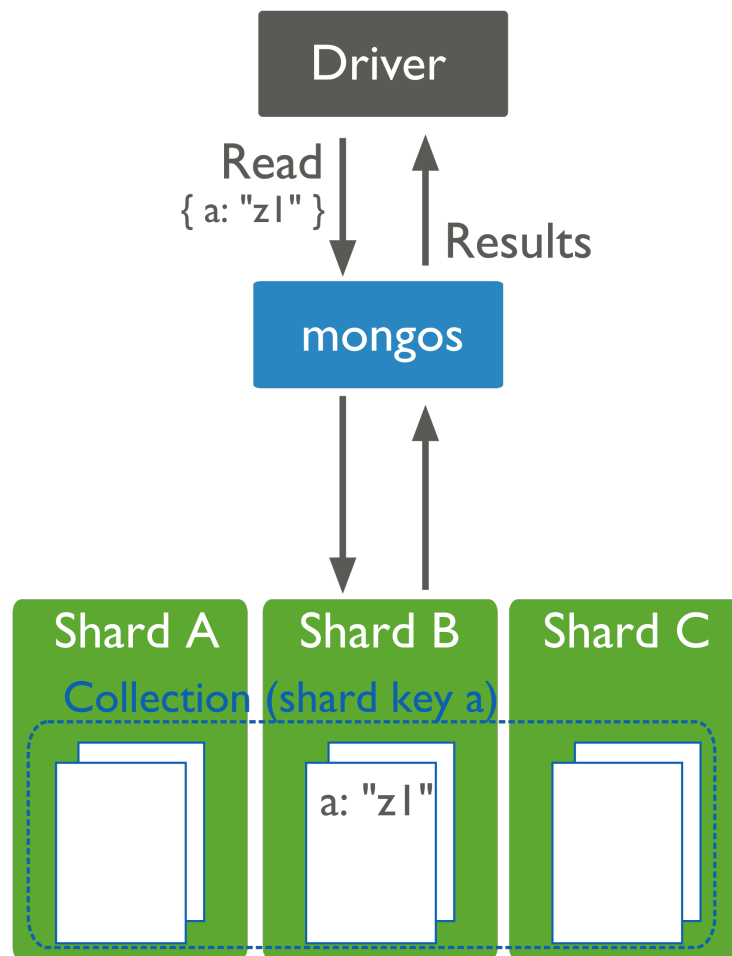 Driver
Read
{ a: "z1" }
Results
mongos
Shard A
Shard B
Shard C
Collection (shard key a)
a: "z1"